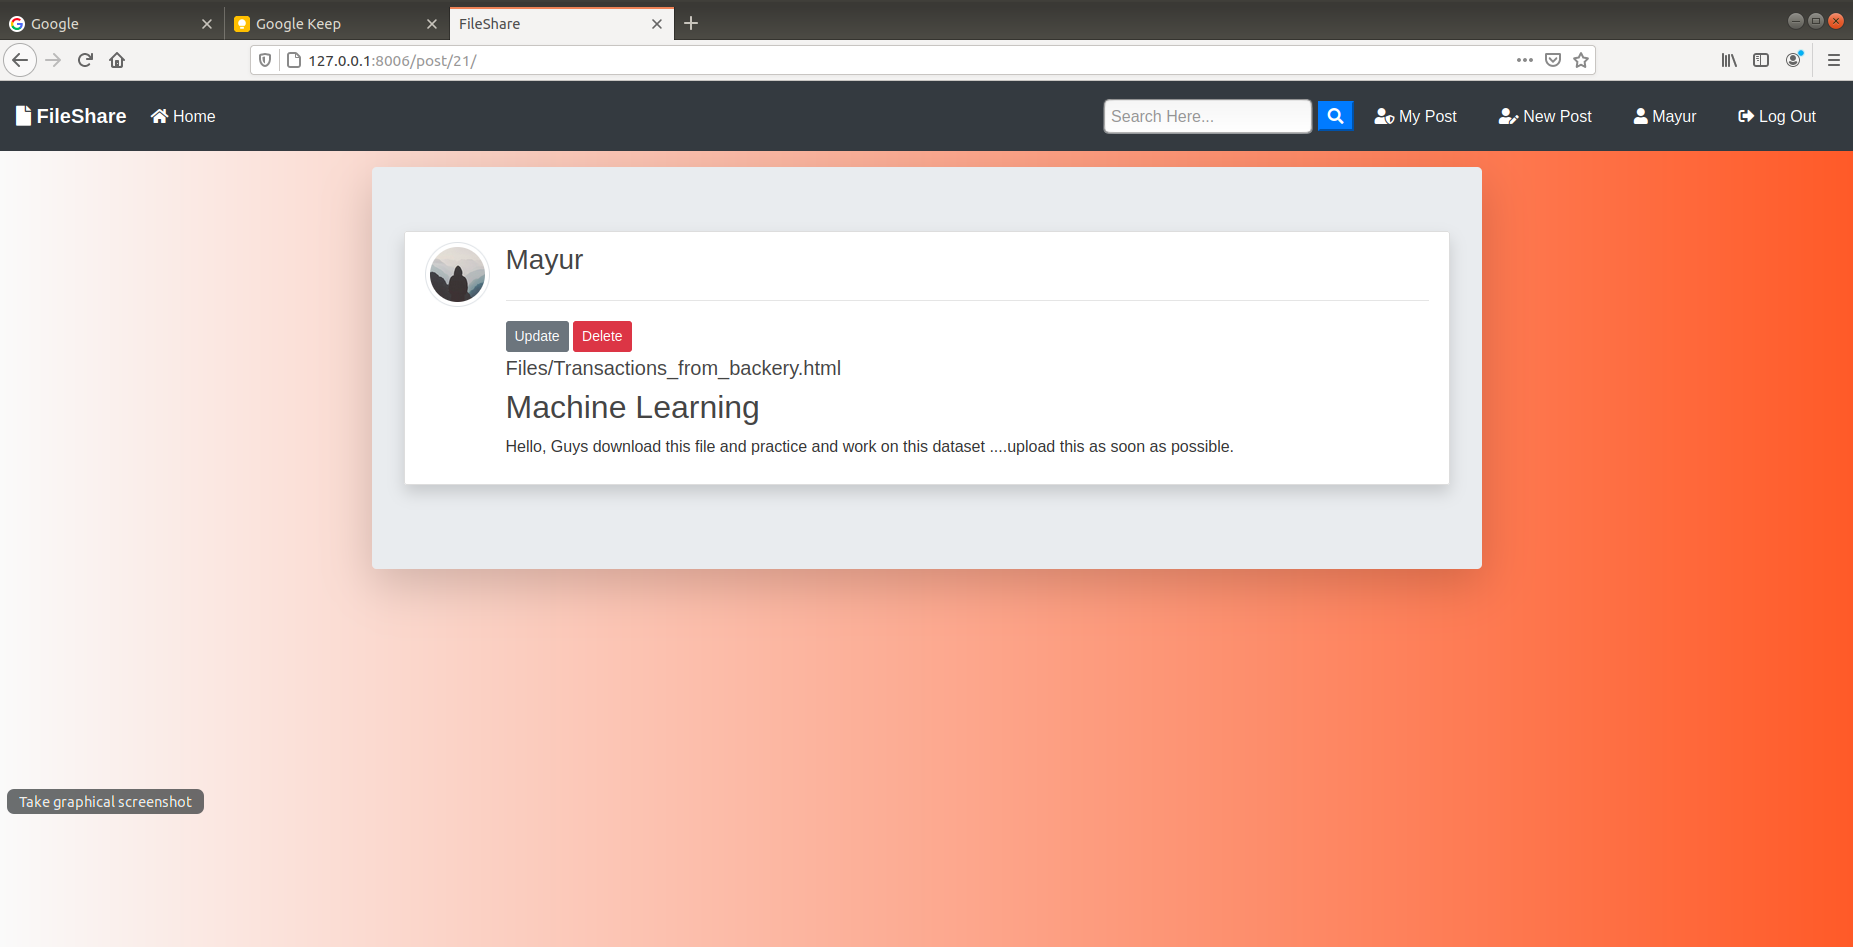 Google
Google Keep
FileShare
127.0.0.1:8006/post/21/
FileShare Home Search Here... My Post New Post Mayur Log Out
Mayur
Update Delete
Files/Transactions_from_backery.html
Machine Learning
Hello, Guys download this file and practice and work on this dataset ....upload this as soon as possible.
Take graphical screenshot